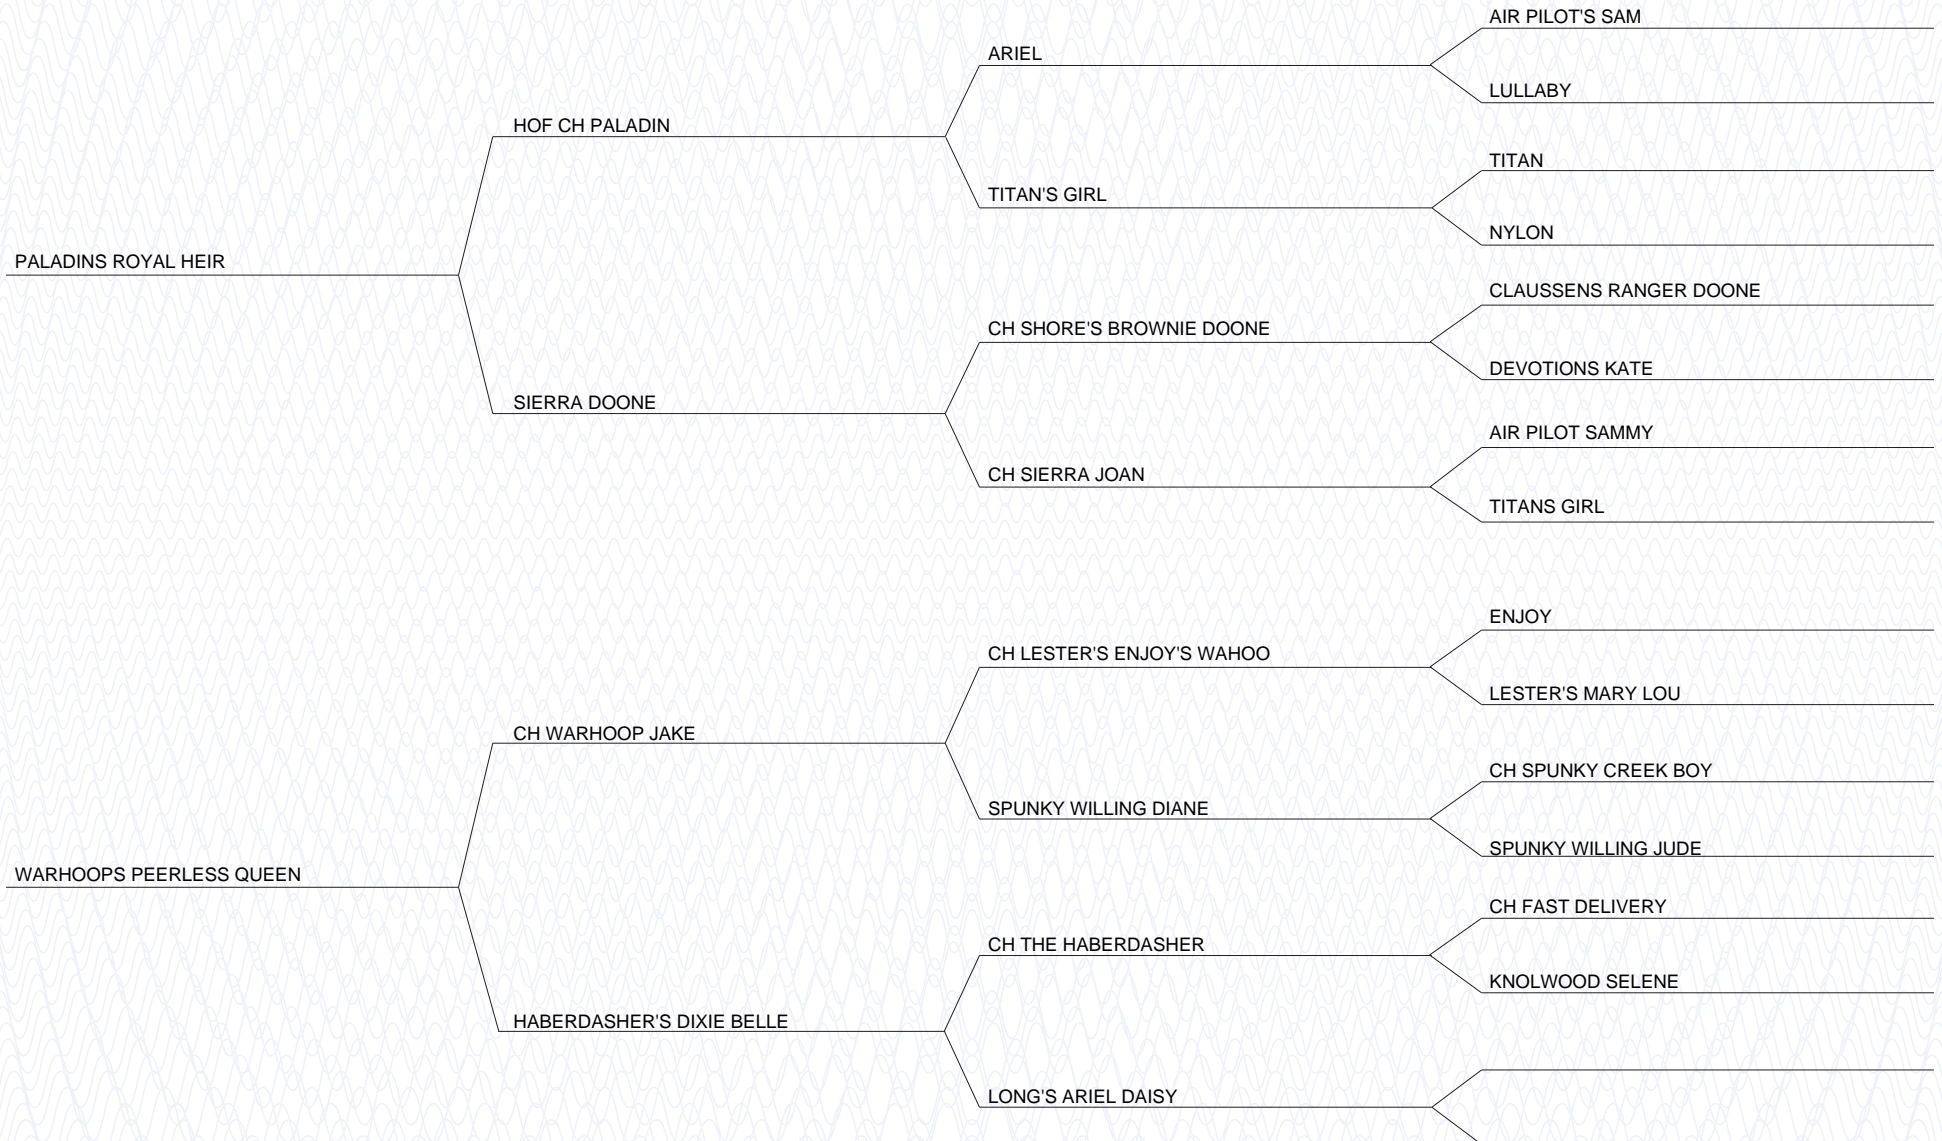 AIR PILOT'S SAM
ARIEL
LULLABY
HOF CH PALADIN
TITAN
TITAN'S GIRL
NYLON
PALADINS ROYAL HEIR
CLAUSSENS RANGER DOONE
CH SHORE'S BROWNIE DOONE
DEVOTIONS KATE
SIERRA DOONE
AIR PILOT SAMMY
CH SIERRA JOAN
TITANS GIRL
ENJOY
CH LESTER'S ENJOY'S WAHOO
LESTER'S MARY LOU
CH WARHOOP JAKE
CH SPUNKY CREEK BOY
SPUNKY WILLING DIANE
SPUNKY WILLING JUDE
WARHOOPS PEERLESS QUEEN
CH FAST DELIVERY
CH THE HABERDASHER
KNOLWOOD SELENE
HABERDASHER'S DIXIE BELLE
LONG'S ARIEL DAISY